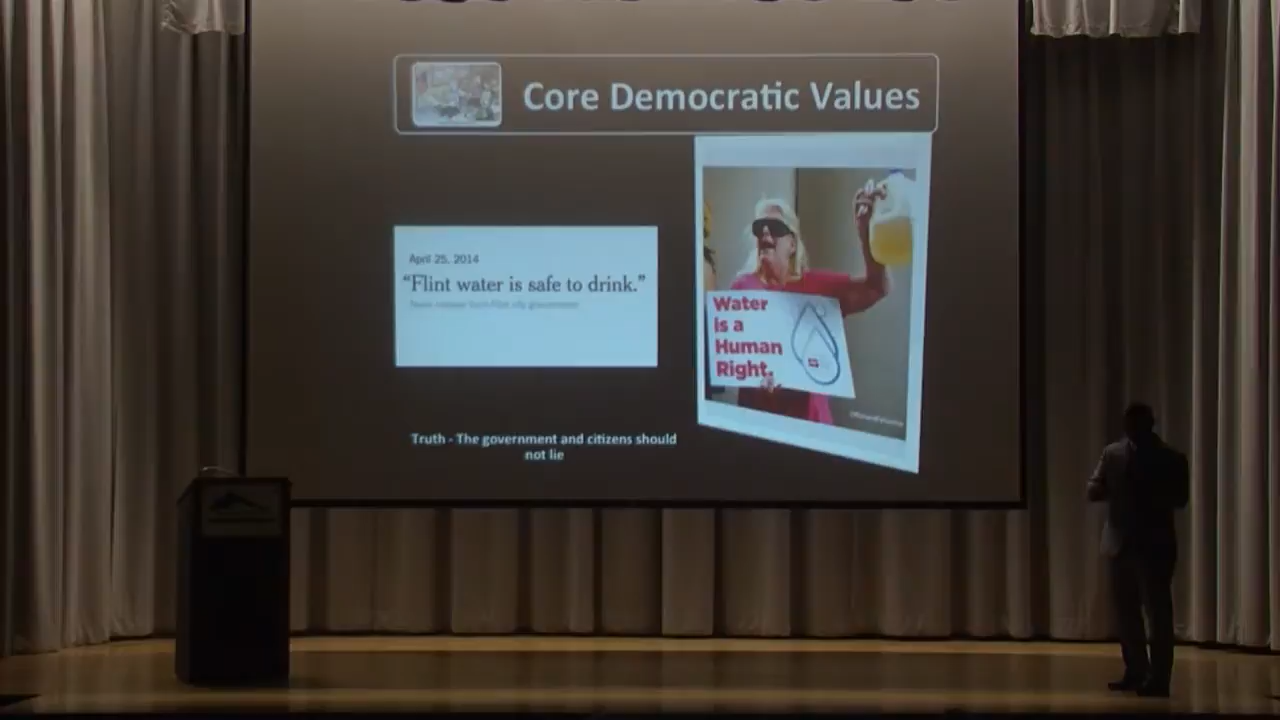 Core Democratic Values
April 25, 2014
“Flint water is safe to drink.”
Water
is a
Human
Right.
Truth - The government and citizens should
not lie